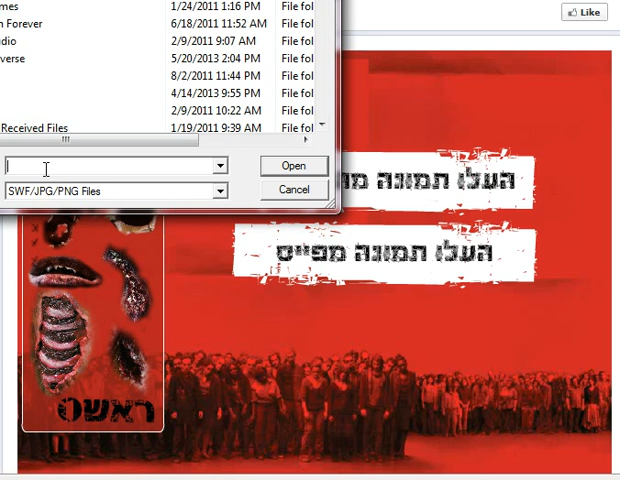 mes 1/24/2011 1:16 PM File fol
n Forever 6/18/2011 11:52 AM File fol
dio 2/9/2011 9:07 AM File fol
verse 5/20/2013 2:04 PM File fol
8/2/2011 11:44 PM File fol
4/14/2013 9:55 PM File fol
2/9/2011 10:22 AM File fol
Received Files 1/19/2011 9:39 AM File fol
Open
SWF/JPG/PNG Files
Cancel
Like
העלו תמונה
העלו תמונה מפייס
ראש